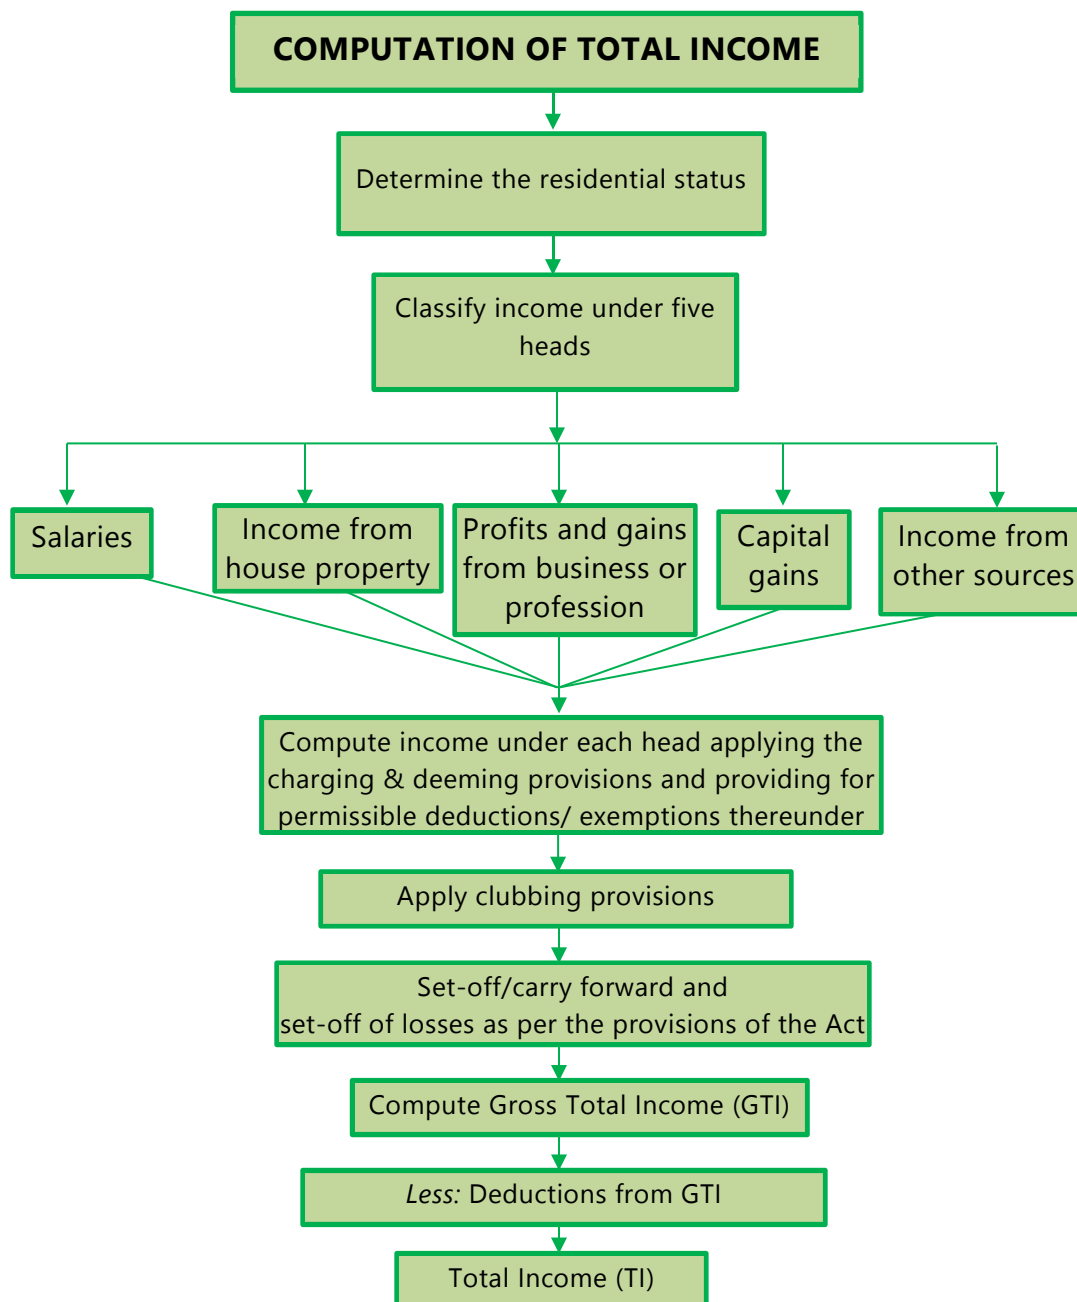 COMPUTATION OF TOTAL INCOME
Determine the residential status
Classify income under five
heads
Salaries
Income from
house property
Profits and gains
from business or
profession
Capital
gains
Income from
other sources
Compute income under each head applying the
charging & deeming provisions and providing for
permissible deductions/ exemptions thereunder
Apply clubbing provisions
Set-off/carry forward and
set-off of losses as per the provisions of the Act
Compute Gross Total Income (GTI)
Less: Deductions from GTI
Total Income (TI)